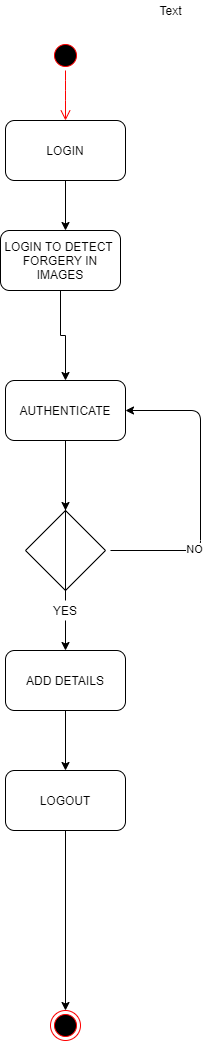 Text
LOGIN
LOGIN TO DETECT
FORGERY IN
IMAGES
AUTHENTICATE
NO
YES
ADD DETAILS
LOGOUT